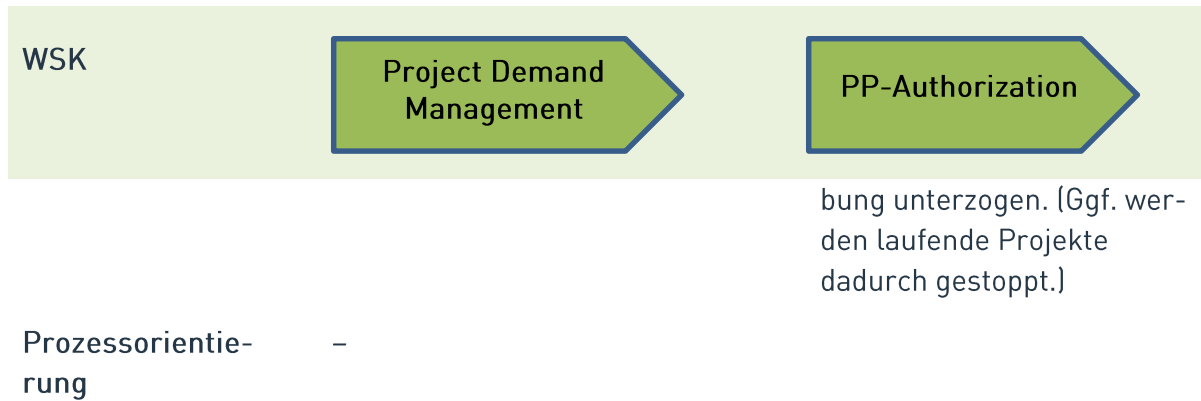 WSK
Project Demand
Management
PP-Authorization
bung unterzogen. (Ggf. wer-
den laufende Projekte
dadurch gestoppt.)
Prozessorientie-
rung
–